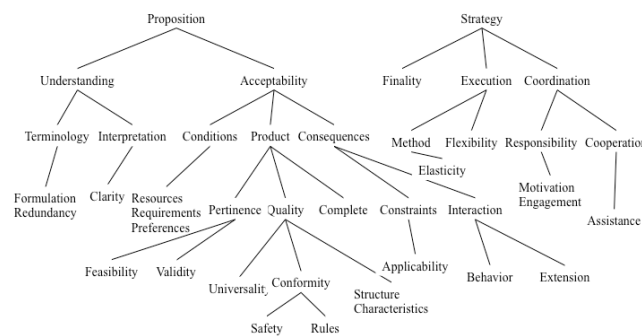 Proposition Strategy
Understanding Acceptability Finality Execution Coordination
Terminology Interpretation Conditions Product Consequences Method Flexibility Responsibility Cooperation
Elasticity
Formulation Clarity Resources Motivation
Redundancy Requirements Engagement
Preferences Pertinence Quality Complete Constraints Interaction Assistance
Feasibility Validity Applicability
Universality Conformity Structure Behavior Extension
Characteristics
Safety Rules